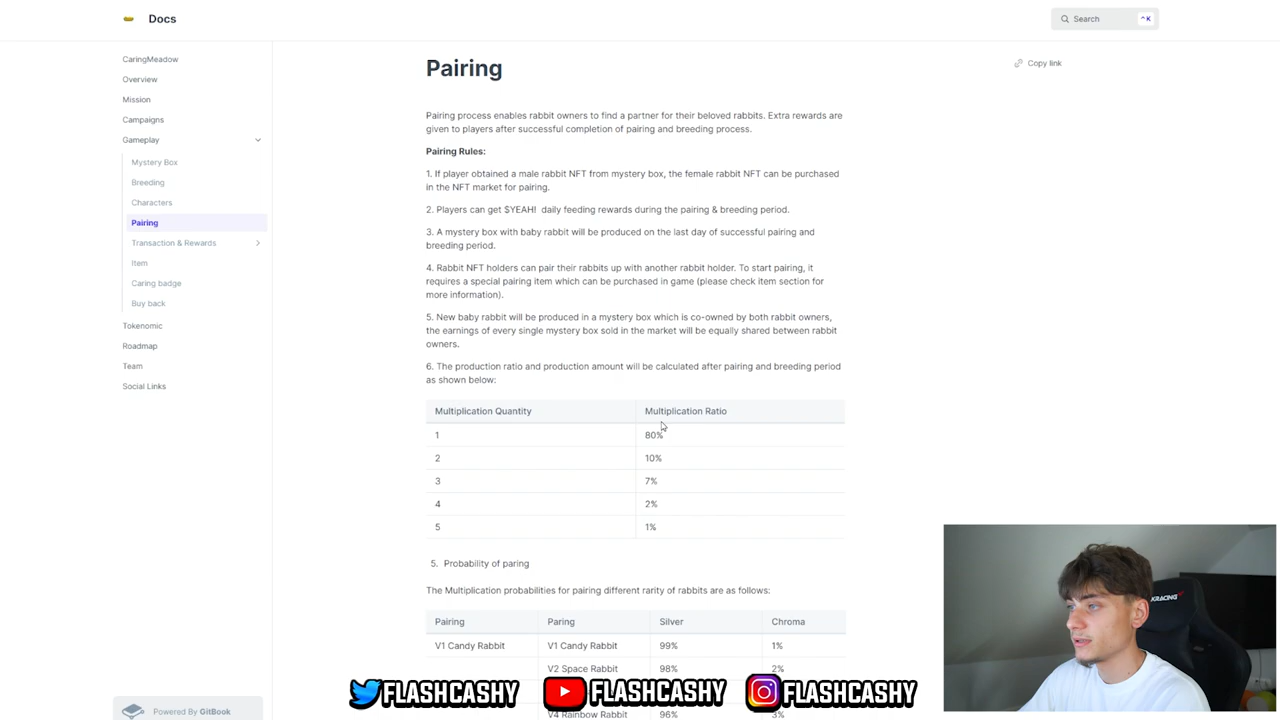 Docs
Search
^K
CaringMeadow
Overview
Mission
Campaigns
Gameplay
Mystery Box
Breeding
Characters
Pairing
Transaction & Rewards
Item
Caring badge
Buy back
Tokenomic
Roadmap
Team
Social Links
Powered By GitBook
Pairing
Copy link
Pairing process enables rabbit owners to find a partner for their beloved rabbits. Extra rewards are
given to players after successful completion of pairing and breeding process.
Pairing Rules:
1. If player obtained a male rabbit NFT from mystery box, the female rabbit NFT can be purchased
in the NFT market for pairing.
2. Players can get $YEAH! daily feeding rewards during the pairing & breeding period.
3. A mystery box with baby rabbit will be produced on the last day of successful pairing and
breeding period.
4. Rabbit NFT holders can pair their rabbits up with another rabbit holder. To start pairing, it
requires a special pairing item which can be purchased in game (please check item section for
more information).
5. New baby rabbit will be produced in a mystery box which is co-owned by both rabbit owners,
the earnings of every single mystery box sold in the market will be equally shared between rabbit
owners.
6. The production ratio and production amount will be calculated after pairing and breeding period
as shown below:
Multiplication Quantity Multiplication Ratio
1 80%
2 10%
3 7%
4 2%
5 1%
5. Probability of paring
The Multiplication probabilities for pairing different rarity of rabbits are as follows:
Pairing Paring Silver Chroma
V1 Candy Rabbit V1 Candy Rabbit 99% 1%
V2 Space Rabbit 98% 2%
FLASHCASHY FLASHCASHY FLASHCASHY
V4 Rainbow Rabbit 96% 3%
XRACING